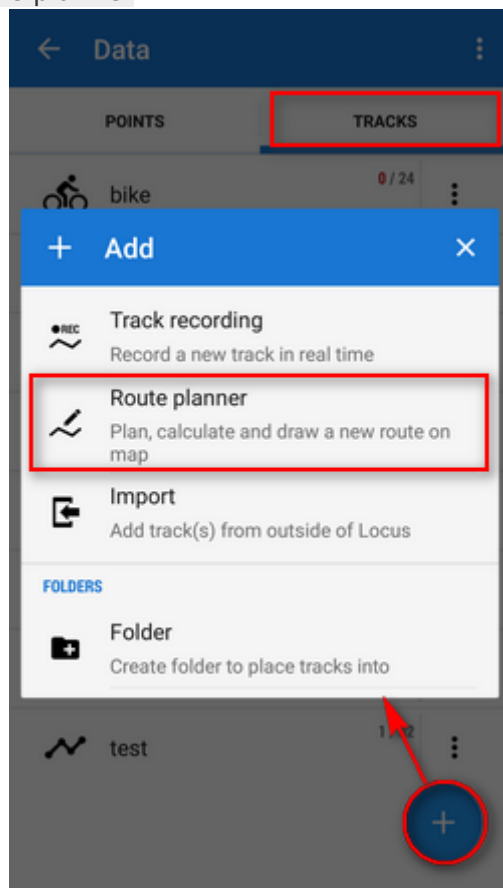 Data
POINTS TRACKS
bike 0 / 24
+ Add
REC Track recording
Record a new track in real time
Route planner
Plan, calculate and draw a new route on
map
Import
Add track(s) from outside of Locus
FOLDERS
Folder
Create folder to place tracks into
test